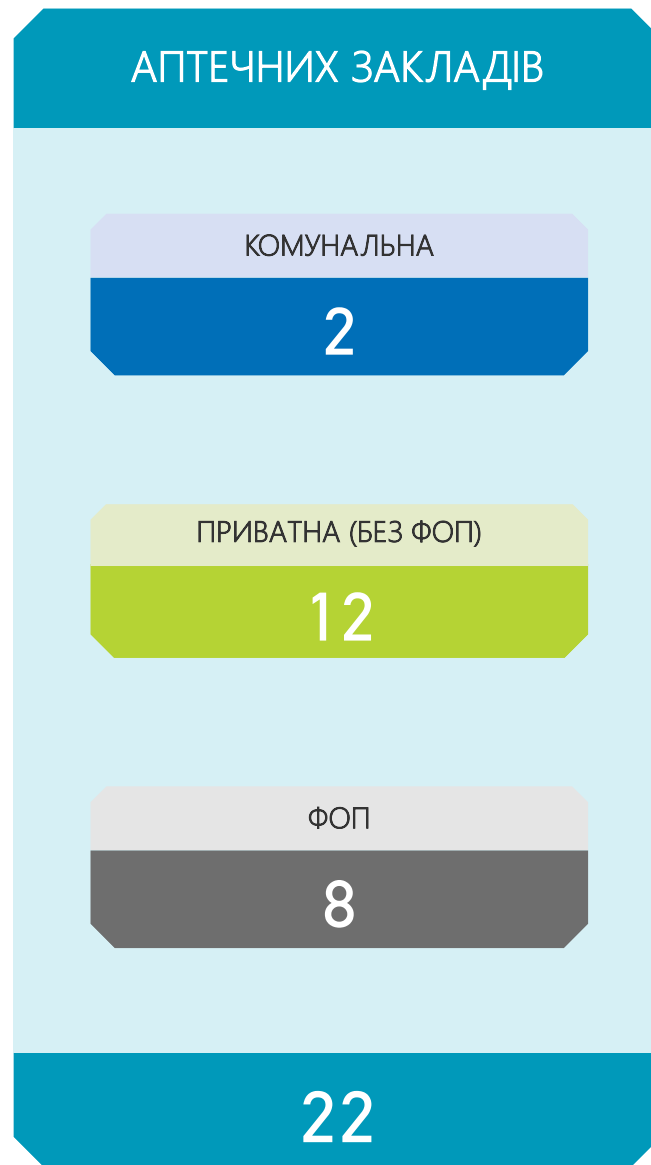 АПТЕЧНИХ ЗАКЛАДІВ
КОМУНАЛЬНА
2
ПРИВАТНА (БЕЗ ФОП)
12
ФОП
8
22